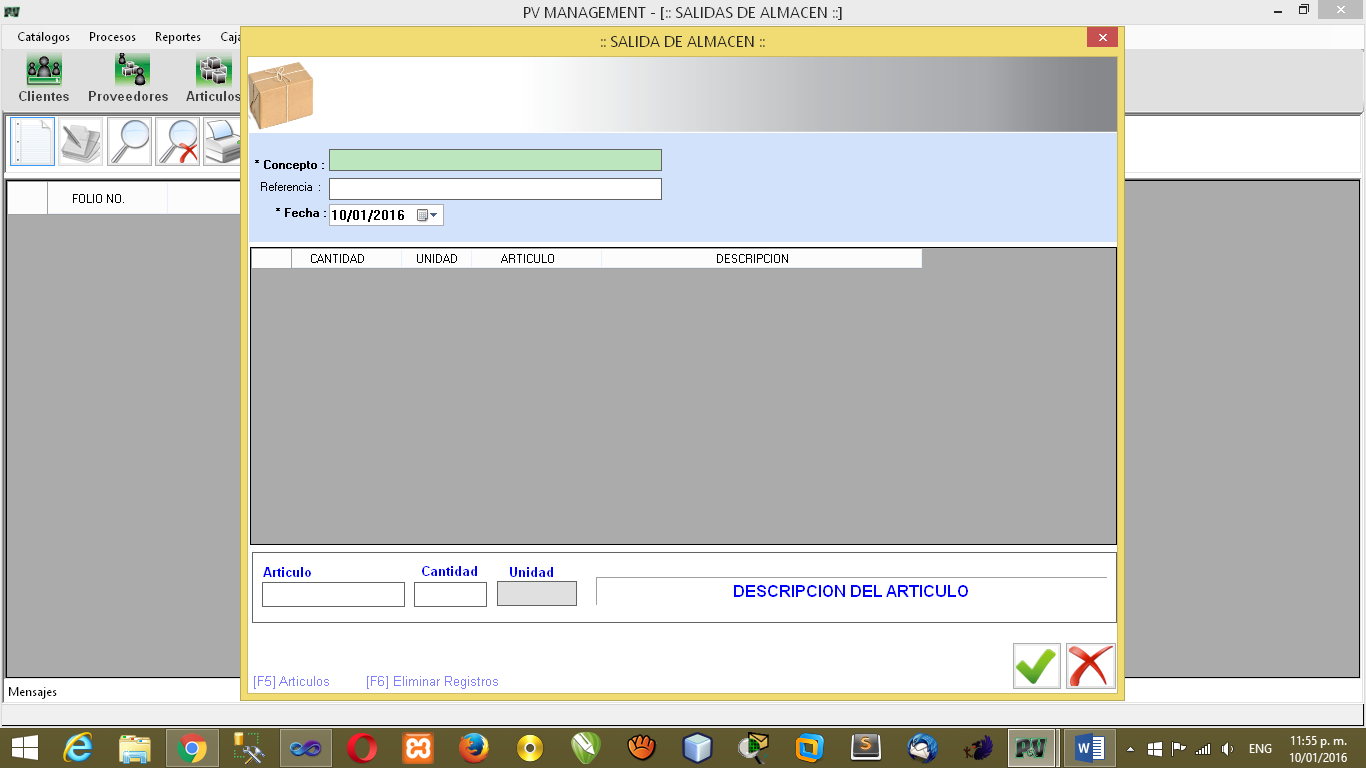 PV MANAGEMENT - [:: SALIDAS DE ALMACEN ::]
Catálogos Procesos Reportes Caj
:: SALIDA DE ALMACEN ::
Clientes Proveedores Articulos
* Concepto :
Referencia :
* Fecha : 10/01/2016
FOLIO NO.
CANTIDAD UNIDAD ARTICULO DESCRIPCION
Articulo Cantidad Unidad
DESCRIPCION DEL ARTICULO
[F5] Articulos [F6] Eliminar Registros
Mensajes
ENG
11:55 p. m.
10/01/2016